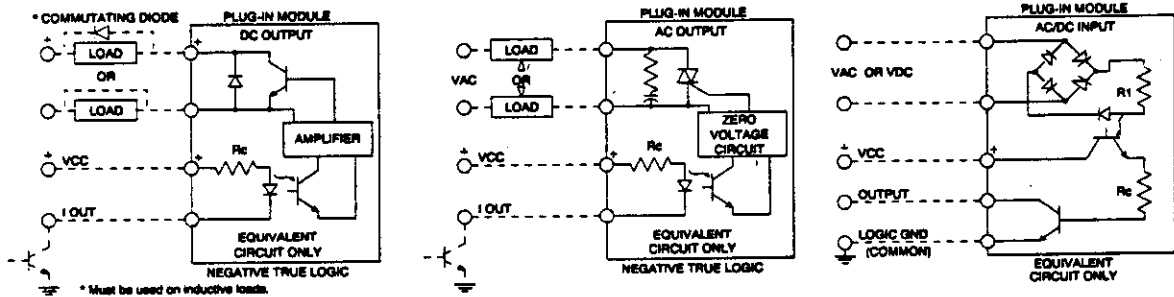 * COMMUTATING DIODE
+
LOAD
OR
LOAD
+
VCC
I OUT
PLUG-IN MODULE
DC OUTPUT
+
AMPLIFIER
+
Rc
EQUIVALENT
CIRCUIT ONLY
NEGATIVE TRUE LOGIC
* Must be used on inductive loads.
LOAD
VAC
OR
LOAD
+
VCC
I OUT
PLUG-IN MODULE
AC OUTPUT
ZERO
VOLTAGE
CIRCUIT
+
Rc
EQUIVALENT
CIRCUIT ONLY
NEGATIVE TRUE LOGIC
VAC OR VDC
+
VCC
OUTPUT
LOGIC GND
(COMMON)
PLUG-IN MODULE
AC/DC INPUT
R1
+
Rc
EQUIVALENT
CIRCUIT ONLY